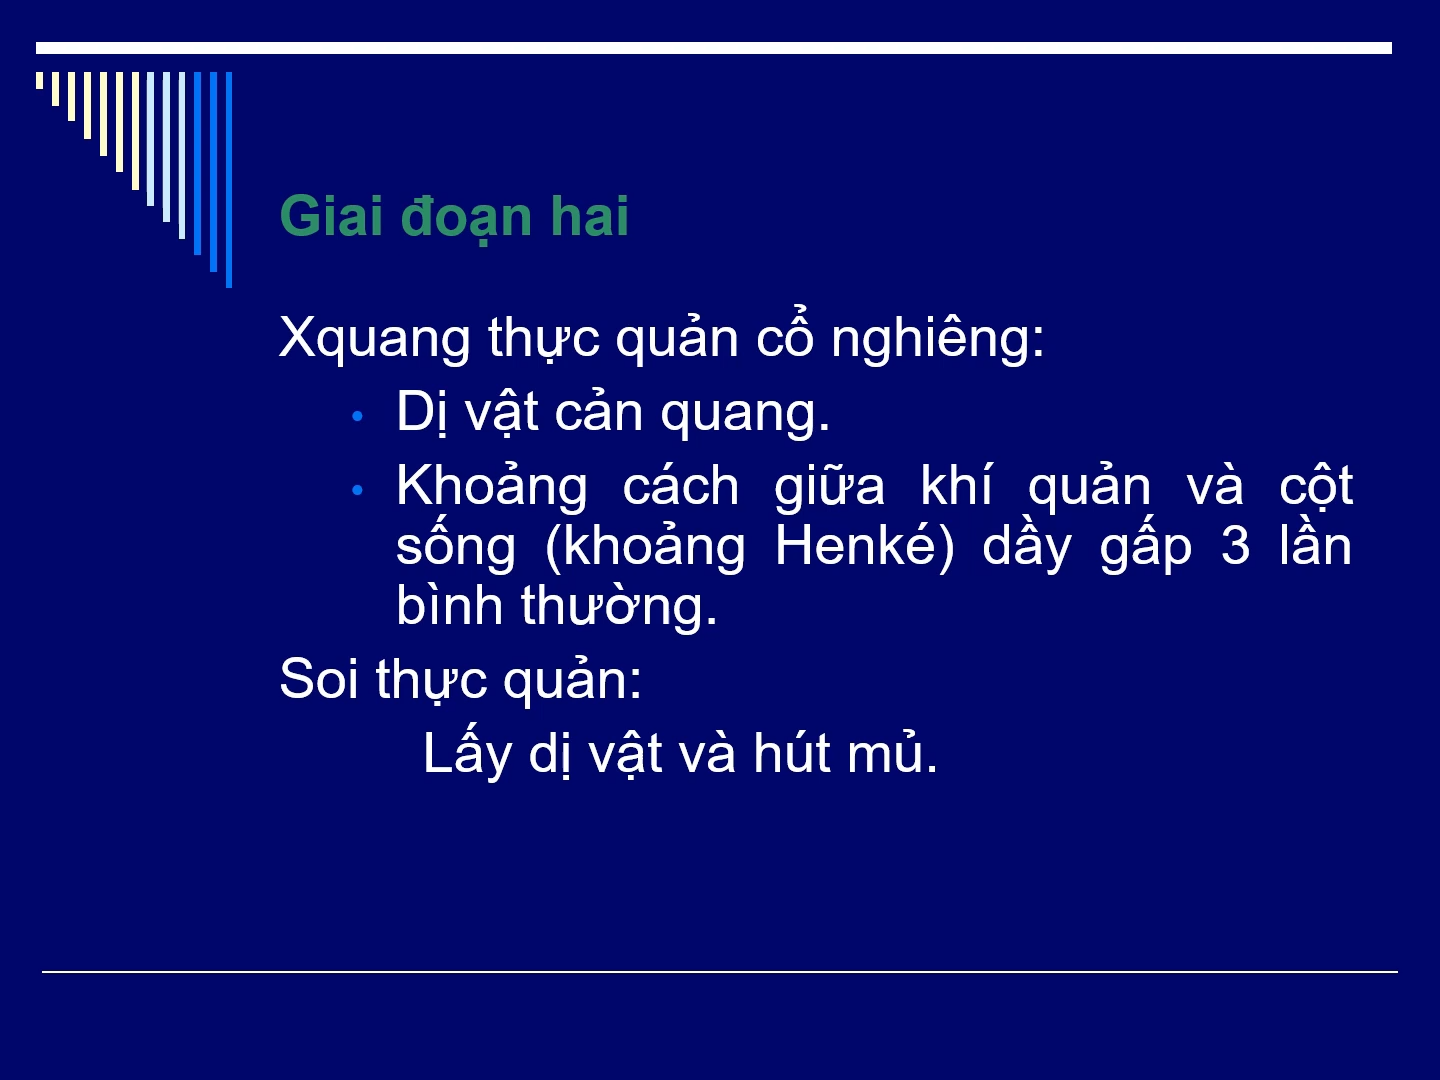 Giai đoạn hai
Xquang thực quản cổ nghiêng:
• Dị vật cản quang.
• Khoảng cách giữa khí quản và cột
sống (khoảng Henké) dầy gấp 3 lần
bình thường.
Soi thực quản:
Lấy dị vật và hút mủ.